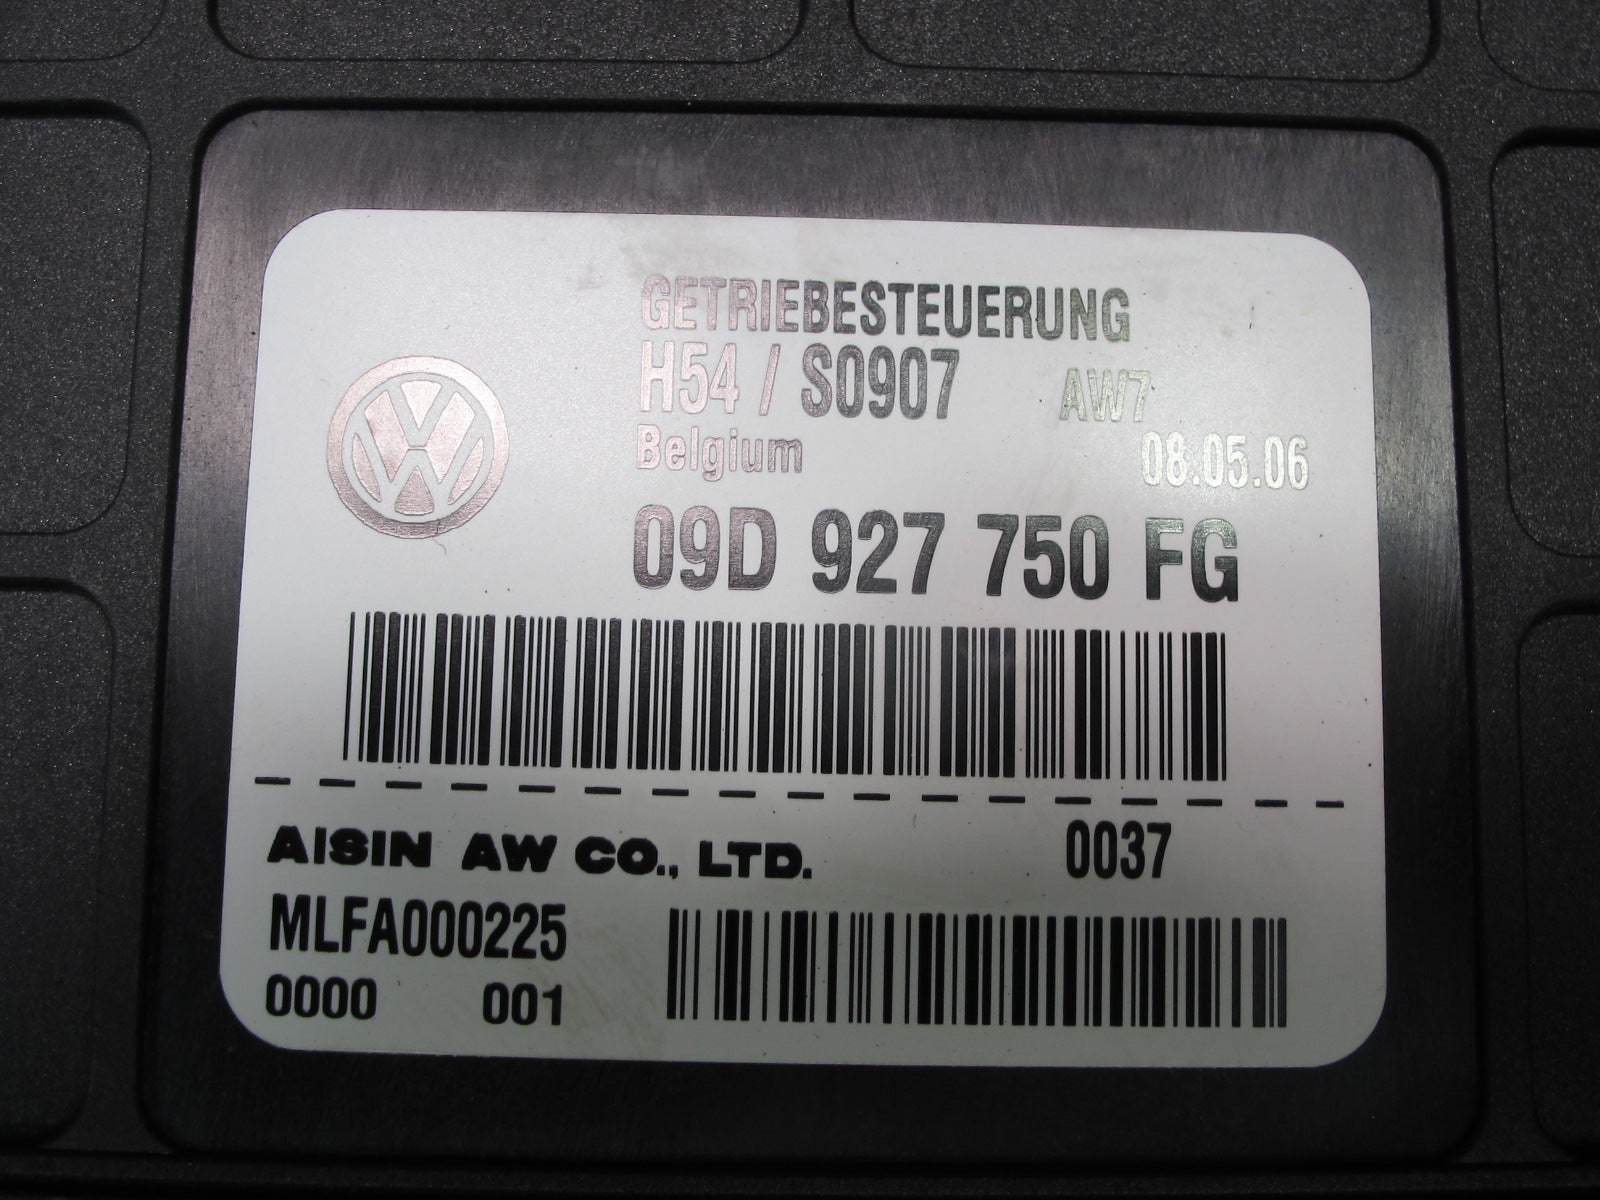 GETRIEBESTEUERUNG
H54 / S0907 AW7
Belgium 08.05.06
09D 927 750 FG
AISIN AW CO., LTD. 0037
MLFA000225
0000 001